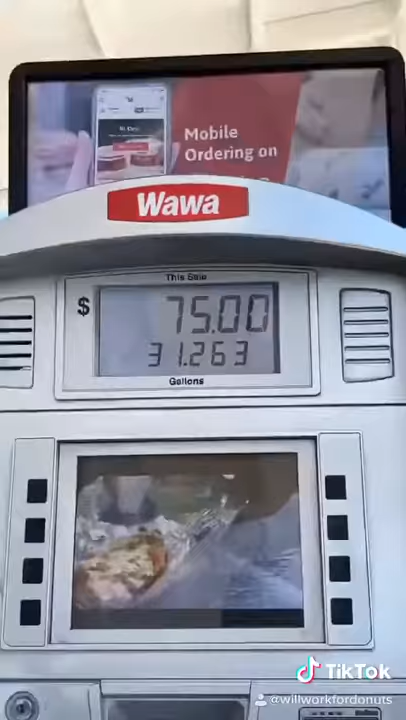 Mobile
Ordering on
Wawa
This Sale
$ 75.00
31.263
Gallons
TikTok
@willworkfordonuts